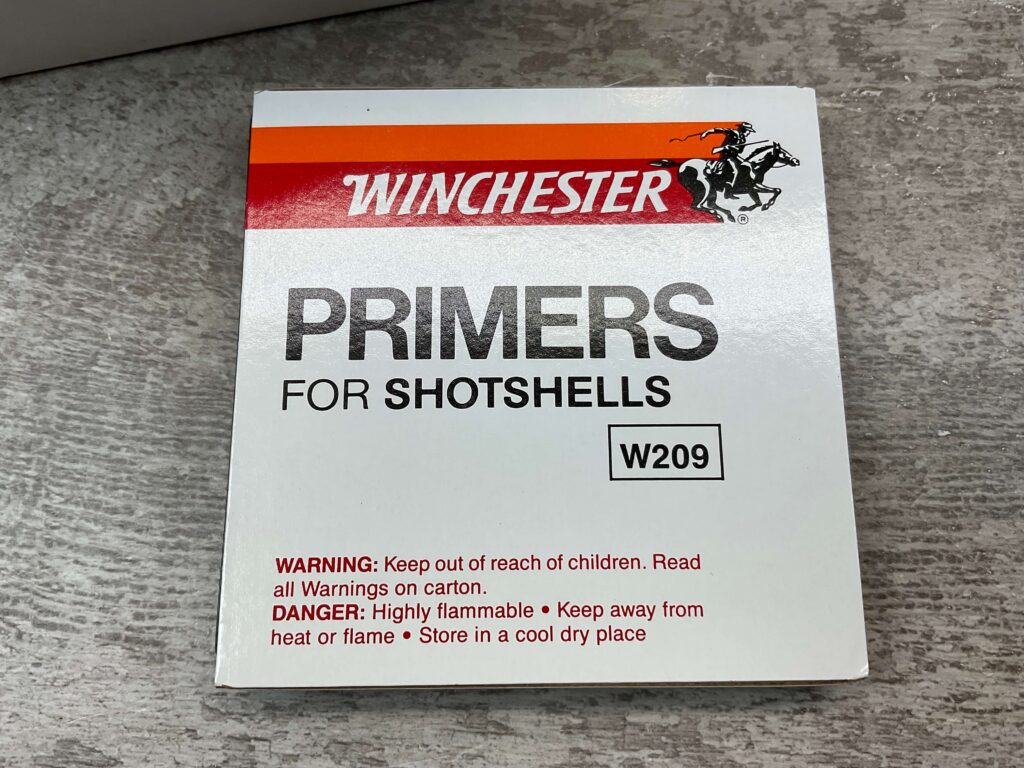 WINCHESTER
®
PRIMERS
FOR SHOTSHELLS
W209
WARNING: Keep out of reach of children. Read
all Warnings on carton.
DANGER: Highly flammable • Keep away from
heat or flame • Store in a cool dry place